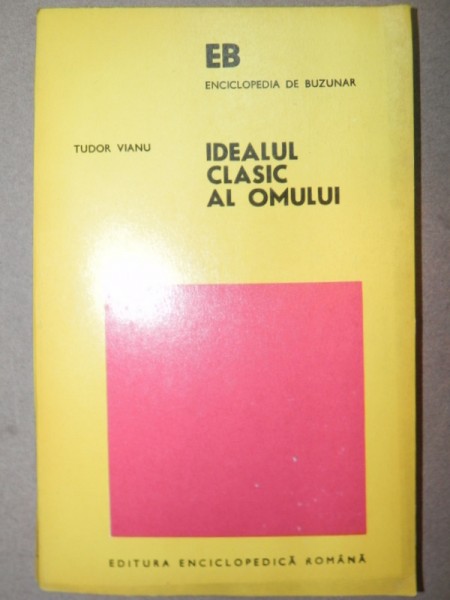 EB
ENCICLOPEDIA DE BUZUNAR
TUDOR VIANU
IDEALUL
CLASIC
AL OMULUI
EDITURA ENCICLOPEDICĂ ROMÂNĂ